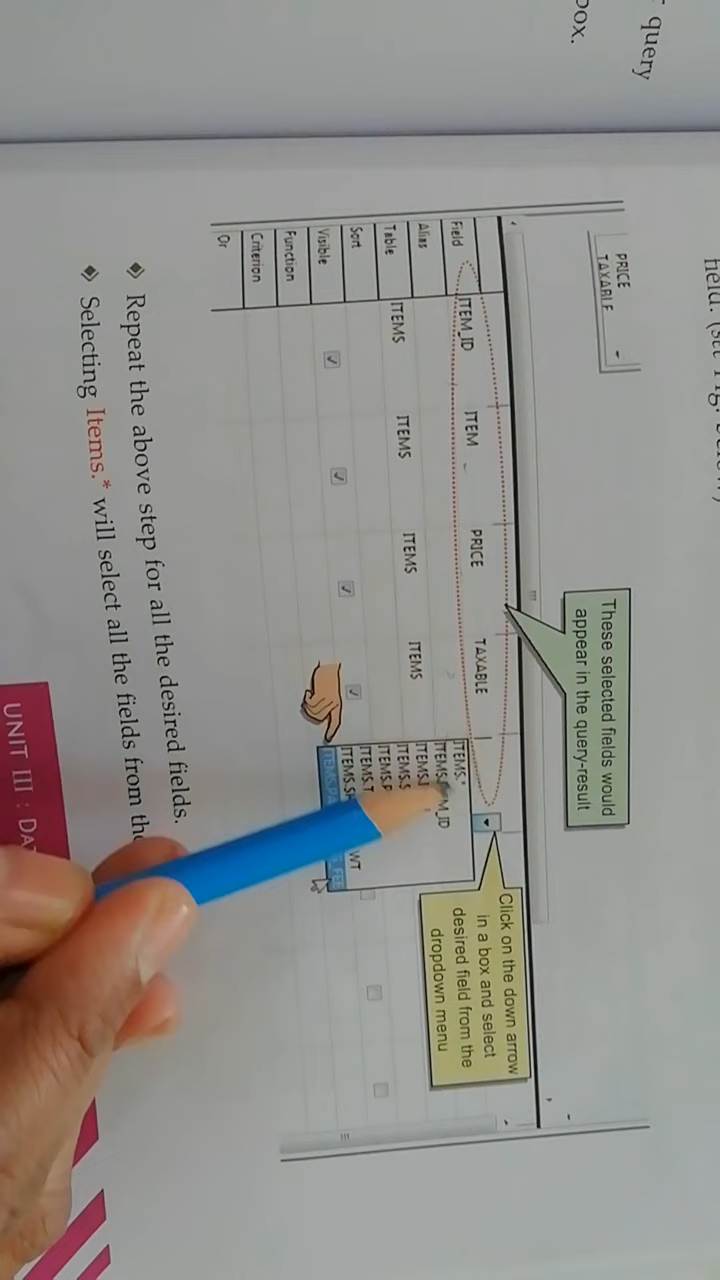 query
box.
PRICE
TAXABLE
These selected fields would
appear in the query-result
Field ITEM_ID ITEM PRICE TAXABLE
Alias
Table ITEMS ITEMS ITEMS ITEMS
Sort
Visible
Function
Criterion
Or
ITEMS.*
Click on the down arrow
in a box and select
desired field from the
dropdown menu
◆ Repeat the above step for all the desired fields.
◆ Selecting Items.* will select all the fields from the
UNIT III : DA